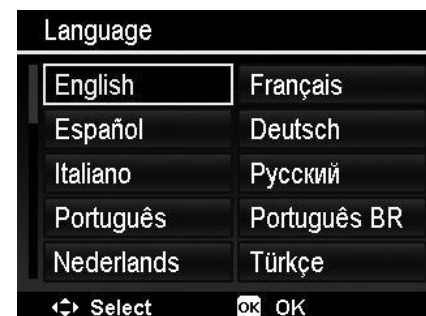 Language
English Français
Español Deutsch
Italiano Русский
Português Português BR
Nederlands Türkçe
Select OK OK